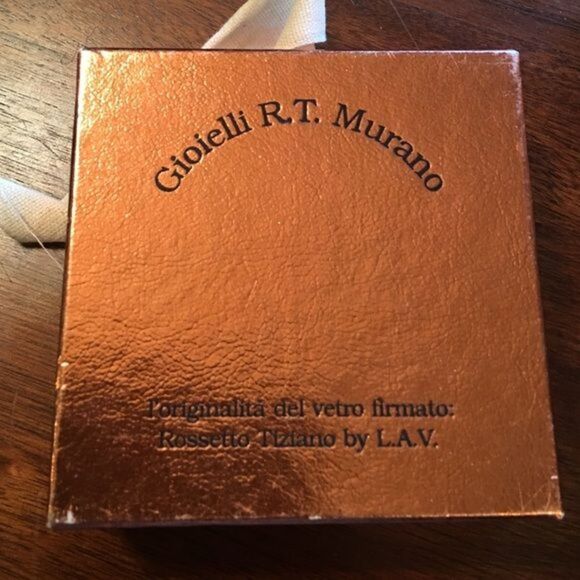 Gioielli R.T. Murano
l'originalità del vetro firmato:
Rossetto Tiziano by L.A.V.